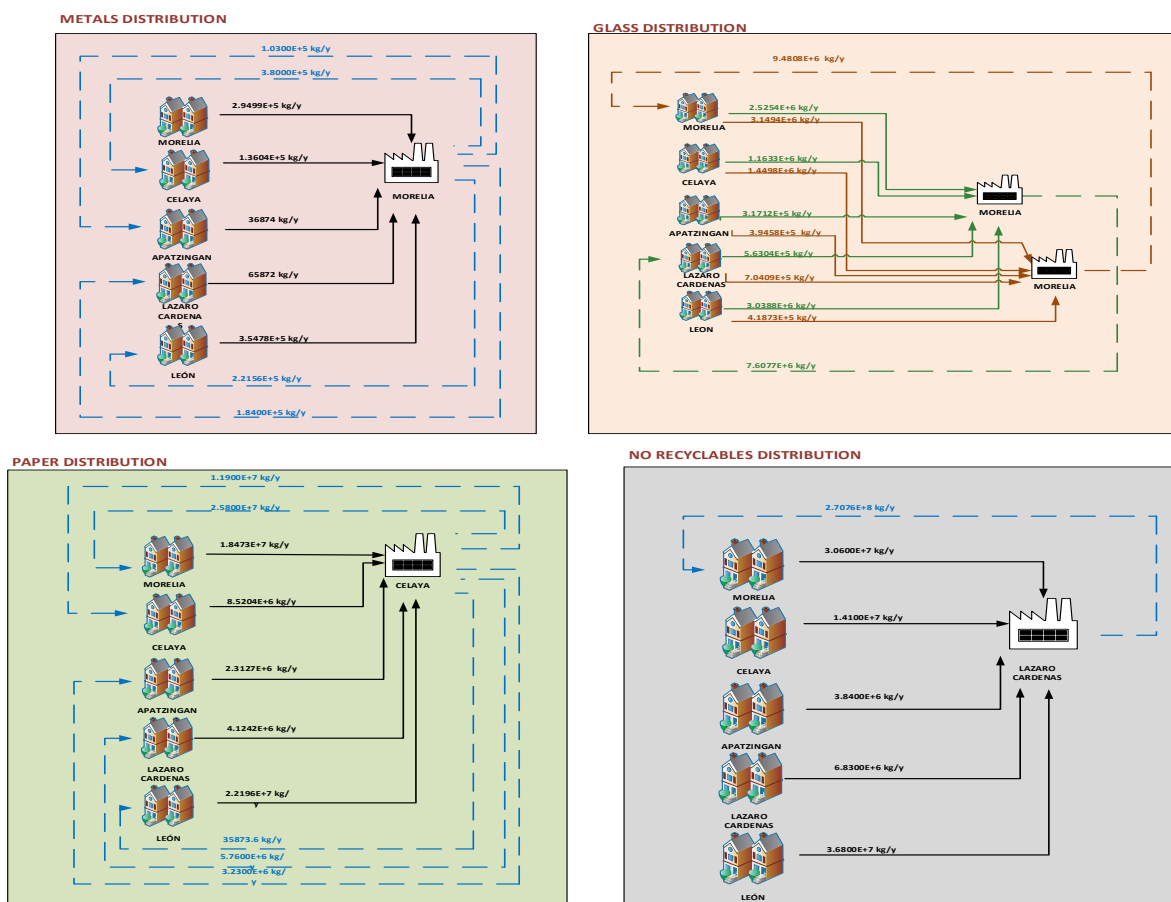 METALS DISTRIBUTION
1.0300E+5 kg/y
3.8000E+5 kg/y
2.9499E+5 kg/y
MORELIA
1.3604E+5 kg/y
CELAYA
MORELIA
36874 kg/y
APATZINGAN
65872 kg/y
LAZARO
CARDENA
S
3.5478E+5 kg/y
LEÓN
2.2156E+5 kg/y
1.8400E+5 kg/y
GLASS DISTRIBUTION
9.4808E+6 kg/y
2.5254E+6 kg/y
3.1494E+6 kg/y
MORELIA
1.1633E+6 kg/y
1.4498E+6 kg/y
CELAYA
MORELIA
3.1712E+5 kg/y
3.9458E+5 kg/y
APATZINGAN
5.6304E+5 kg/y
7.0409E+5 Kg/y
LAZARO
CARDENAS
MORELIA
3.0388E+6 kg/y
4.1873E+5 kg/y
LEON
7.6077E+6 kg/y
PAPER DISTRIBUTION
1.1900E+7 kg/y
2.5800E+7 kg/y
1.8473E+7 kg/y
MORELIA
CELAYA
8.5204E+6 kg/y
CELAYA
2.3127E+6 kg/y
APATZINGAN
4.1242E+6 kg/y
LAZARO
CARDENAS
2.2196E+7 kg/
y
LEÓN
35873.6 kg/y
5.7600E+6 kg/
y
3.2300E+6 kg/
y
NO RECYCLABLES DISTRIBUTION
2.7076E+8 kg/y
3.0600E+7 kg/y
MORELIA
1.4100E+7 kg/y
CELAYA
LAZARO
CARDENAS
3.8400E+6 kg/y
APATZINGAN
6.8300E+6 kg/y
LAZARO
CARDENAS
3.6800E+7 kg/y
LEÓN